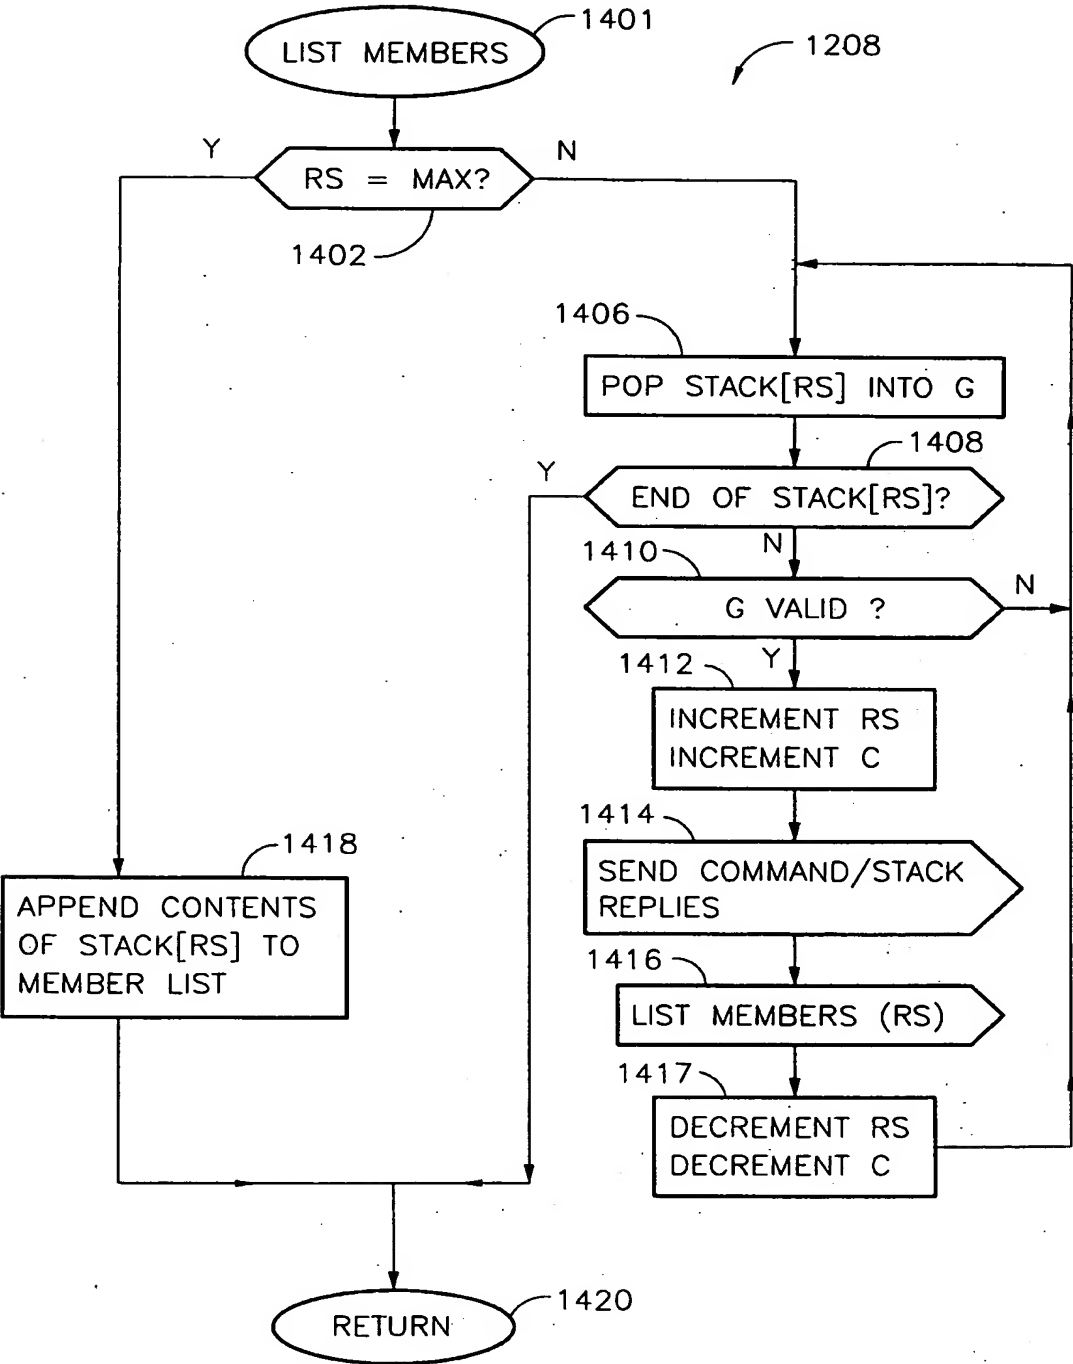 1401
LIST MEMBERS
1208
Y
N
RS = MAX?
1402
1406
POP STACK[RS] INTO G
1408
Y
END OF STACK[RS]?
N
1410
N
G VALID ?
Y
1412
INCREMENT RS
INCREMENT C
1414
SEND COMMAND/STACK
REPLIES
1418
APPEND CONTENTS
OF STACK[RS] TO
MEMBER LIST
1416
LIST MEMBERS (RS)
1417
DECREMENT RS
DECREMENT C
1420
RETURN